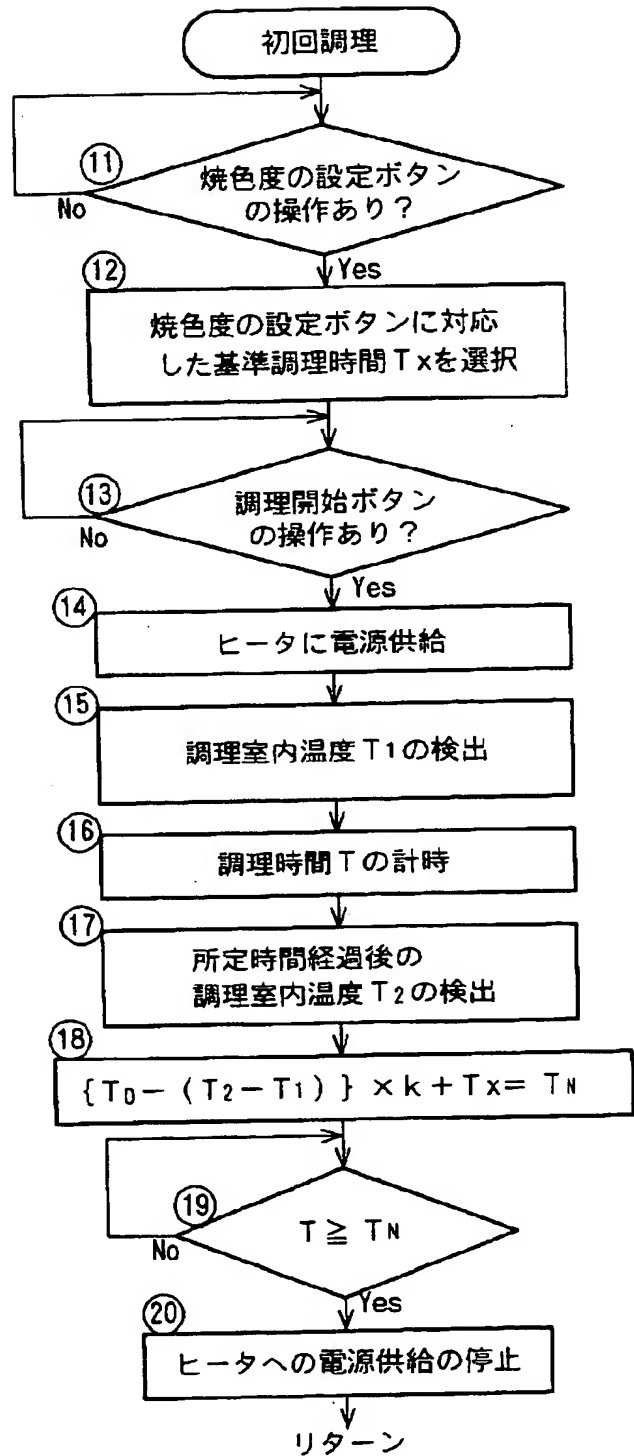 初回調理
⑪
焼色度の設定ボタン
の操作あり？
No
Yes
⑫
焼色度の設定ボタンに対応
した基準調理時間Txを選択
⑬
調理開始ボタン
の操作あり？
No
Yes
⑭
ヒータに電源供給
⑮
調理室内温度T1の検出
⑯
調理時間Tの計時
⑰
所定時間経過後の
調理室内温度T2の検出
⑱
{T0－(T2－T1)}×k＋Tx＝TN
⑲
T≧TN
No
Yes
⑳
ヒータへの電源供給の停止
リターン